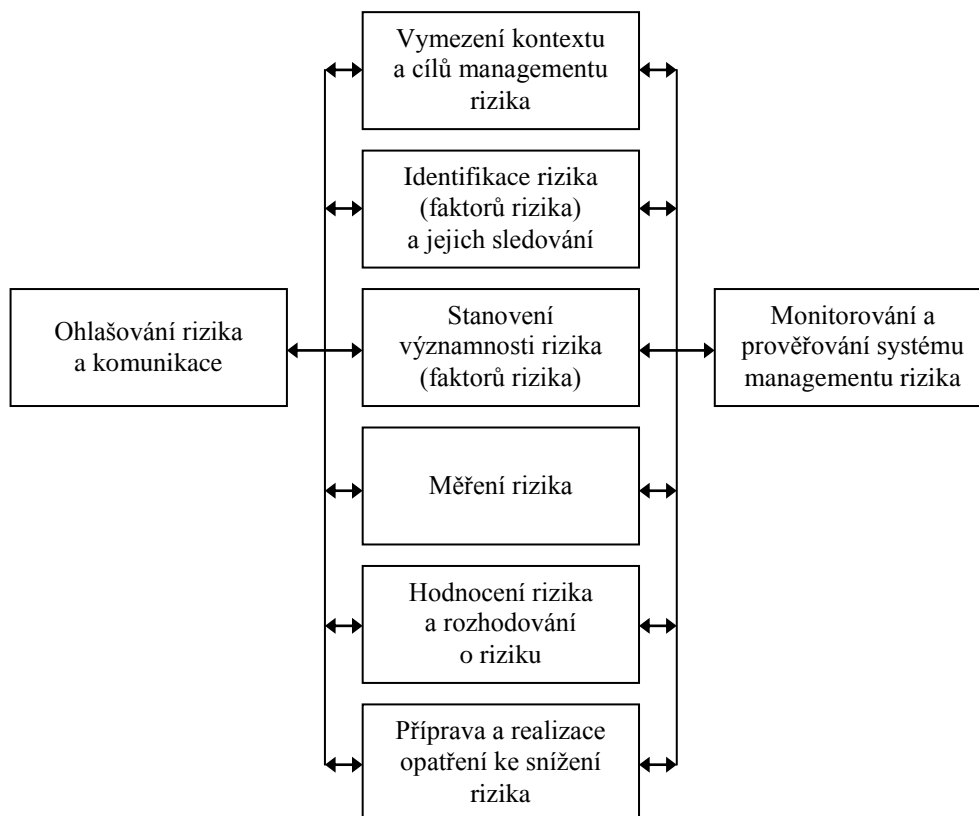 Vymezení kontextu
a cílů managementu
rizika
Identifikace rizika
(faktorů rizika)
a jejich sledování
Ohlašování rizika
a komunikace
Stanovení
významnosti rizika
(faktorů rizika)
Monitorování a
prověřování systému
managementu rizika
Měření rizika
Hodnocení rizika
a rozhodování
o riziku
Příprava a realizace
opatření ke snížení
rizika